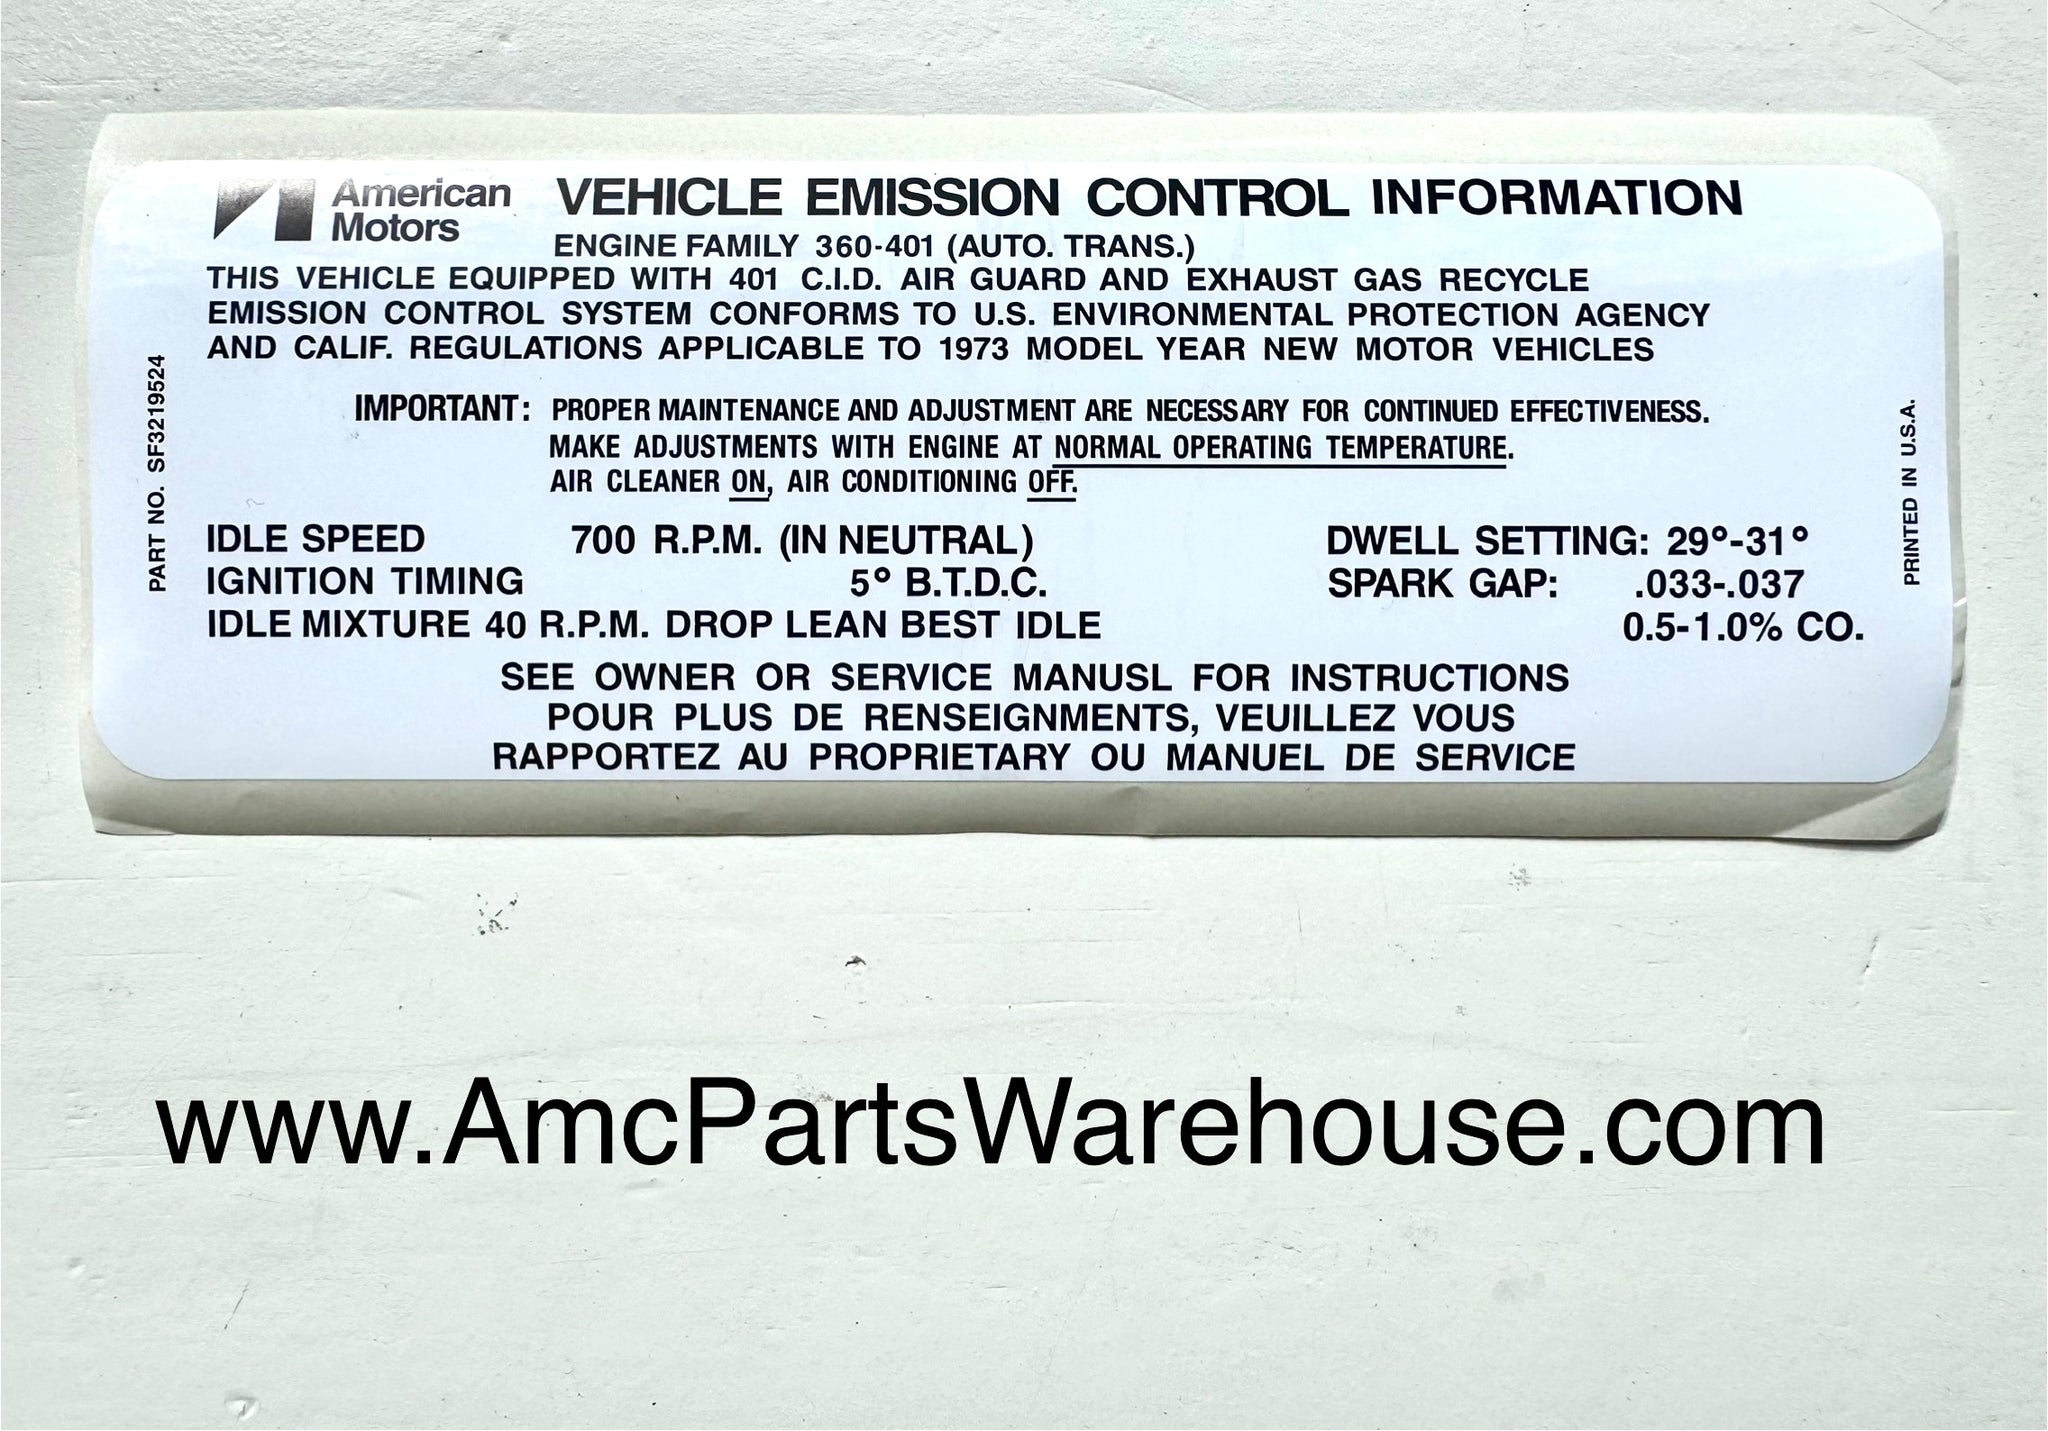 American
Motors
VEHICLE EMISSION CONTROL INFORMATION
ENGINE FAMILY 360-401 (AUTO. TRANS.)
THIS VEHICLE EQUIPPED WITH 401 C.I.D. AIR GUARD AND EXHAUST GAS RECYCLE
EMISSION CONTROL SYSTEM CONFORMS TO U.S. ENVIRONMENTAL PROTECTION AGENCY
AND CALIF. REGULATIONS APPLICABLE TO 1973 MODEL YEAR NEW MOTOR VEHICLES
IMPORTANT: PROPER MAINTENANCE AND ADJUSTMENT ARE NECESSARY FOR CONTINUED EFFECTIVENESS.
MAKE ADJUSTMENTS WITH ENGINE AT NORMAL OPERATING TEMPERATURE.
AIR CLEANER ON, AIR CONDITIONING OFF.
IDLE SPEED 700 R.P.M. (IN NEUTRAL) DWELL SETTING: 29°-31°
IGNITION TIMING 5° B.T.D.C. SPARK GAP: .033-.037
IDLE MIXTURE 40 R.P.M. DROP LEAN BEST IDLE 0.5-1.0% CO.
SEE OWNER OR SERVICE MANUSL FOR INSTRUCTIONS
POUR PLUS DE RENSEIGNMENTS, VEUILLEZ VOUS
RAPPORTEZ AU PROPRIETARY OU MANUEL DE SERVICE
PART NO. SF3219524
PRINTED IN U.S.A.
www.AmcPartsWarehouse.com